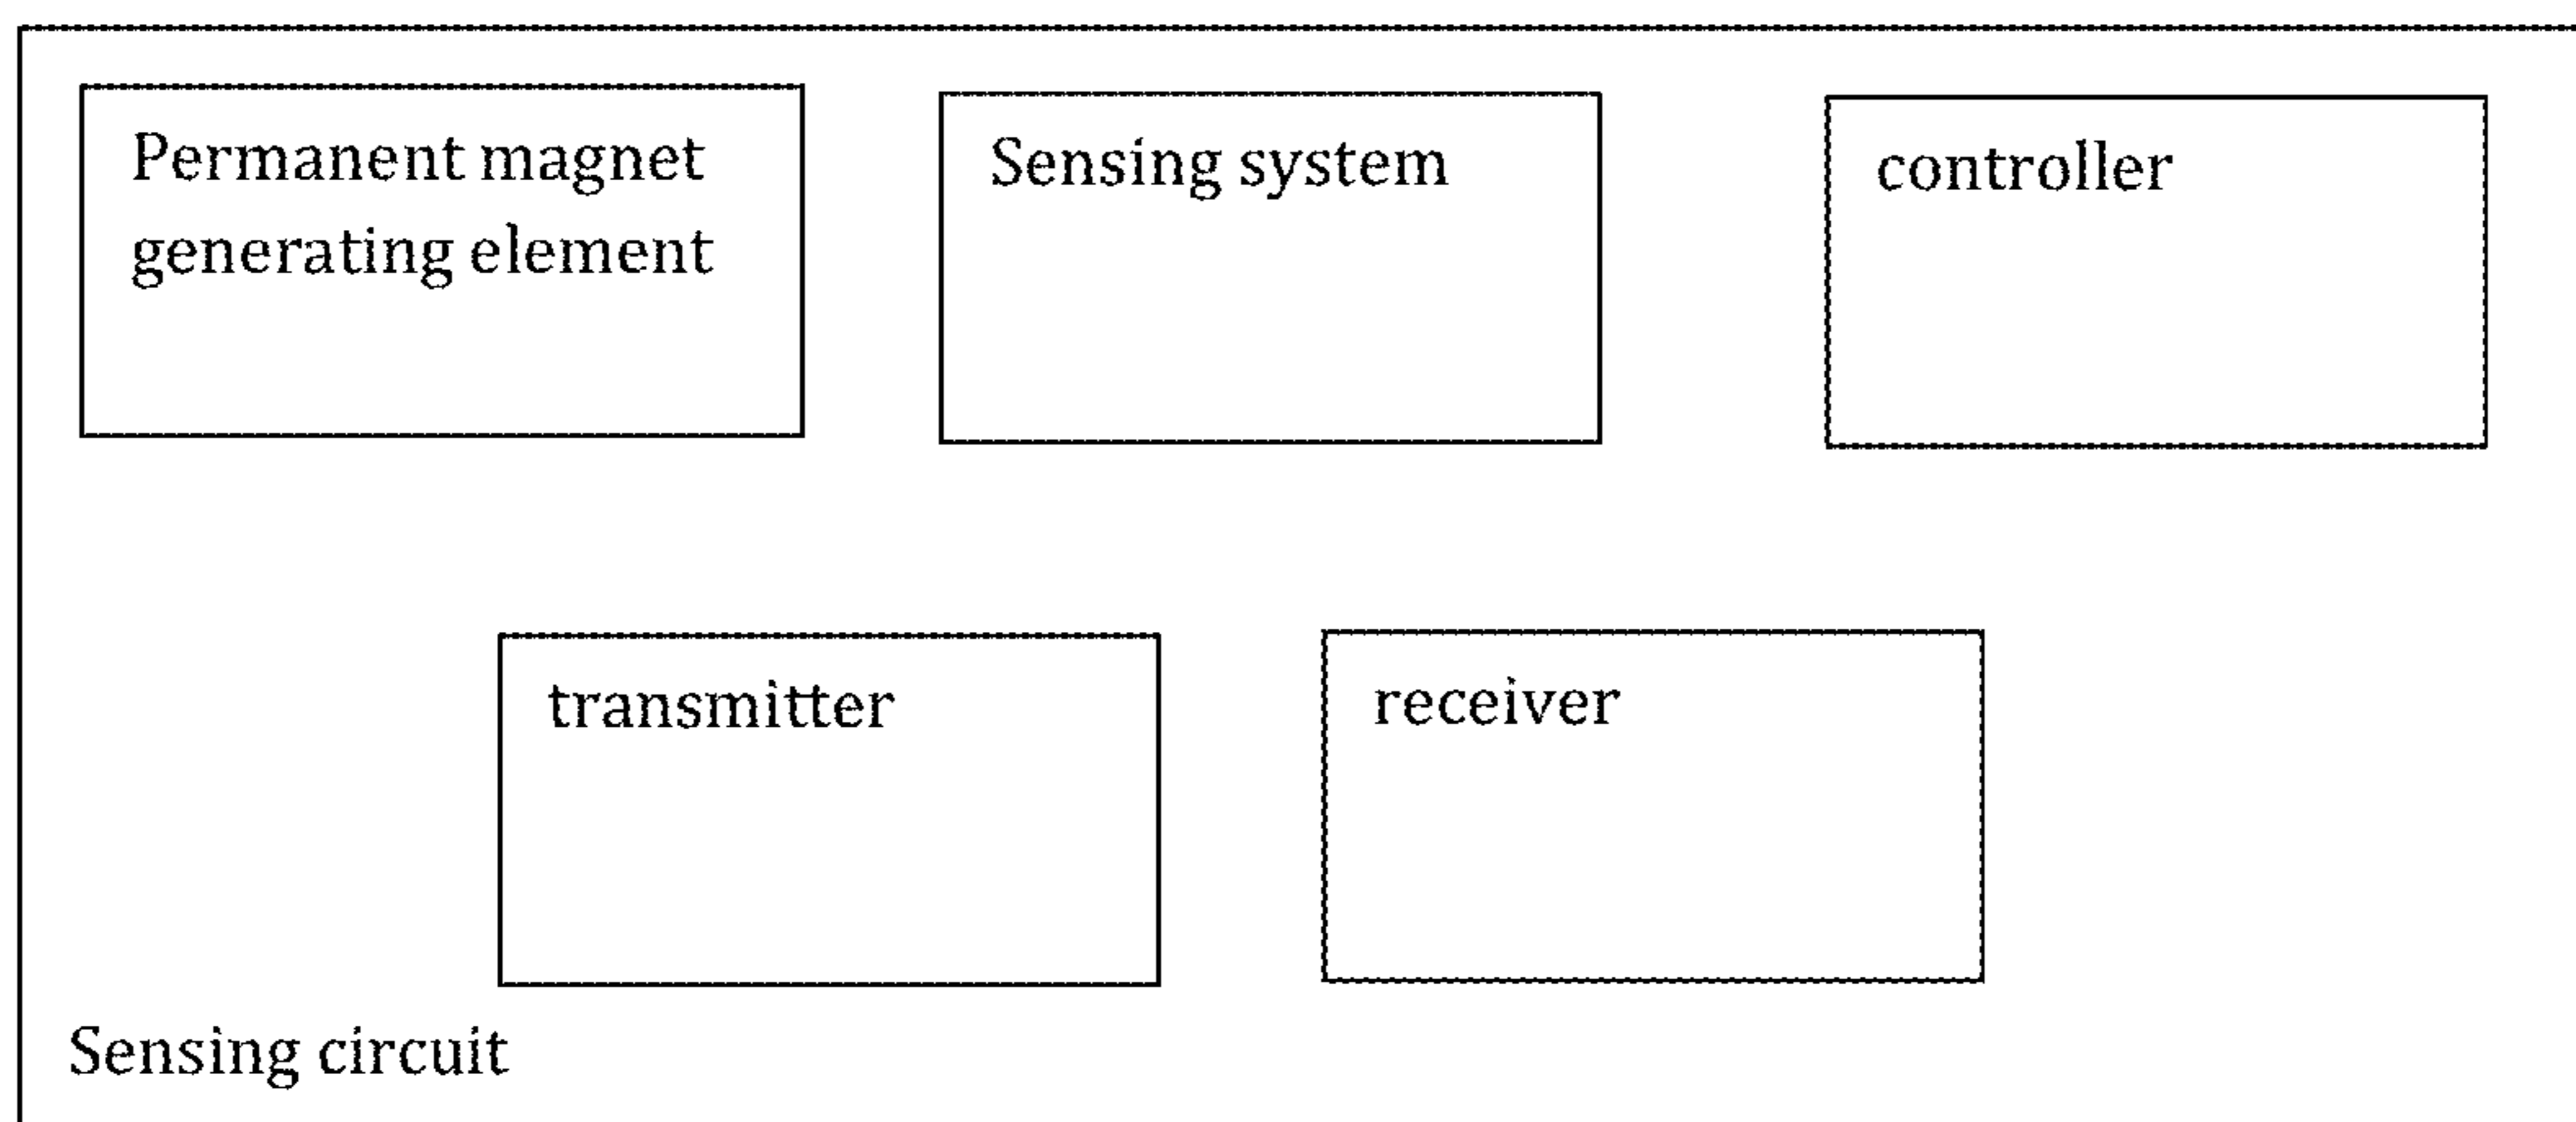 Permanent magnet
generating element
Sensing system
controller
transmitter
receiver
Sensing circuit